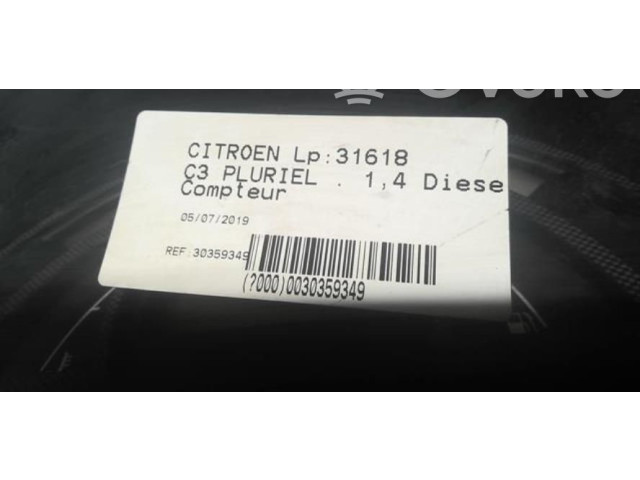 CITROEN Lp:31618
C3 PLURIEL . 1,4 Diese
Compteur
05/07/2019
REF:30359349
(?000)0030359349